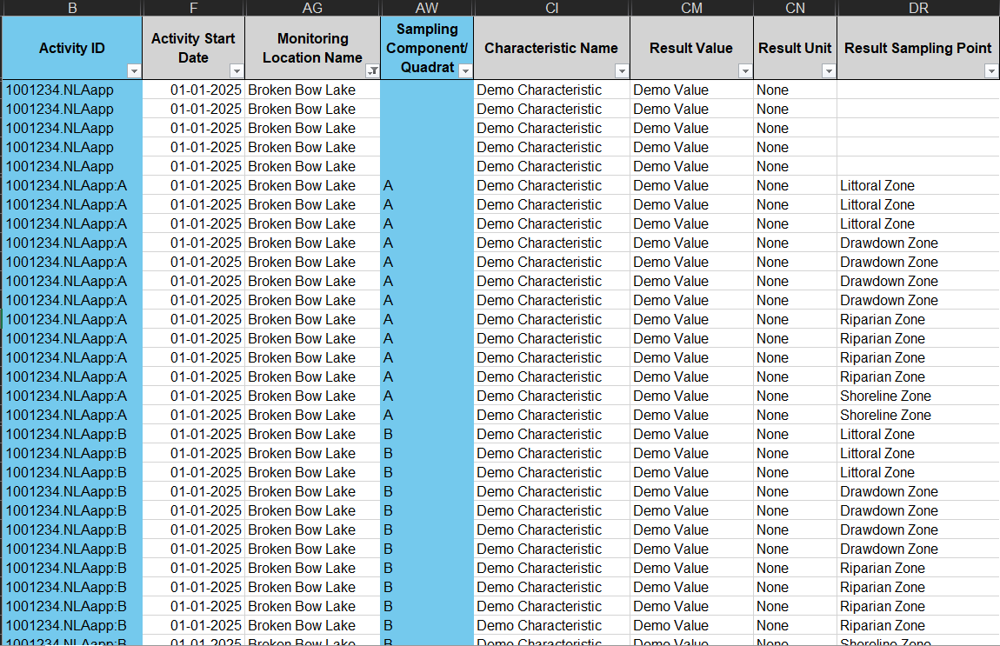 B F AG AW CI CM CN DR
Activity ID Activity Start Date Monitoring Location Name Sampling Component/ Quadrat Characteristic Name Result Value Result Unit Result Sampling Point
1001234.NLAapp 01-01-2025 Broken Bow Lake Demo Characteristic Demo Value None
1001234.NLAapp 01-01-2025 Broken Bow Lake Demo Characteristic Demo Value None
1001234.NLAapp 01-01-2025 Broken Bow Lake Demo Characteristic Demo Value None
1001234.NLAapp 01-01-2025 Broken Bow Lake Demo Characteristic Demo Value None
1001234.NLAapp 01-01-2025 Broken Bow Lake Demo Characteristic Demo Value None
1001234.NLAapp:A 01-01-2025 Broken Bow Lake A Demo Characteristic Demo Value None Littoral Zone
1001234.NLAapp:A 01-01-2025 Broken Bow Lake A Demo Characteristic Demo Value None Littoral Zone
1001234.NLAapp:A 01-01-2025 Broken Bow Lake A Demo Characteristic Demo Value None Littoral Zone
1001234.NLAapp:A 01-01-2025 Broken Bow Lake A Demo Characteristic Demo Value None Drawdown Zone
1001234.NLAapp:A 01-01-2025 Broken Bow Lake A Demo Characteristic Demo Value None Drawdown Zone
1001234.NLAapp:A 01-01-2025 Broken Bow Lake A Demo Characteristic Demo Value None Drawdown Zone
1001234.NLAapp:A 01-01-2025 Broken Bow Lake A Demo Characteristic Demo Value None Drawdown Zone
1001234.NLAapp:A 01-01-2025 Broken Bow Lake A Demo Characteristic Demo Value None Riparian Zone
1001234.NLAapp:A 01-01-2025 Broken Bow Lake A Demo Characteristic Demo Value None Riparian Zone
1001234.NLAapp:A 01-01-2025 Broken Bow Lake A Demo Characteristic Demo Value None Riparian Zone
1001234.NLAapp:A 01-01-2025 Broken Bow Lake A Demo Characteristic Demo Value None Riparian Zone
1001234.NLAapp:A 01-01-2025 Broken Bow Lake A Demo Characteristic Demo Value None Shoreline Zone
1001234.NLAapp:A 01-01-2025 Broken Bow Lake A Demo Characteristic Demo Value None Shoreline Zone
1001234.NLAapp:B 01-01-2025 Broken Bow Lake B Demo Characteristic Demo Value None Littoral Zone
1001234.NLAapp:B 01-01-2025 Broken Bow Lake B Demo Characteristic Demo Value None Littoral Zone
1001234.NLAapp:B 01-01-2025 Broken Bow Lake B Demo Characteristic Demo Value None Littoral Zone
1001234.NLAapp:B 01-01-2025 Broken Bow Lake B Demo Characteristic Demo Value None Drawdown Zone
1001234.NLAapp:B 01-01-2025 Broken Bow Lake B Demo Characteristic Demo Value None Drawdown Zone
1001234.NLAapp:B 01-01-2025 Broken Bow Lake B Demo Characteristic Demo Value None Drawdown Zone
1001234.NLAapp:B 01-01-2025 Broken Bow Lake B Demo Characteristic Demo Value None Drawdown Zone
1001234.NLAapp:B 01-01-2025 Broken Bow Lake B Demo Characteristic Demo Value None Riparian Zone
1001234.NLAapp:B 01-01-2025 Broken Bow Lake B Demo Characteristic Demo Value None Riparian Zone
1001234.NLAapp:B 01-01-2025 Broken Bow Lake B Demo Characteristic Demo Value None Riparian Zone
1001234.NLAapp:B 01-01-2025 Broken Bow Lake B Demo Characteristic Demo Value None Riparian Zone
1001234.NLAapp:B 01-01-2025 Broken Bow Lake B Demo Characteristic Demo Value None Shoreline Zone